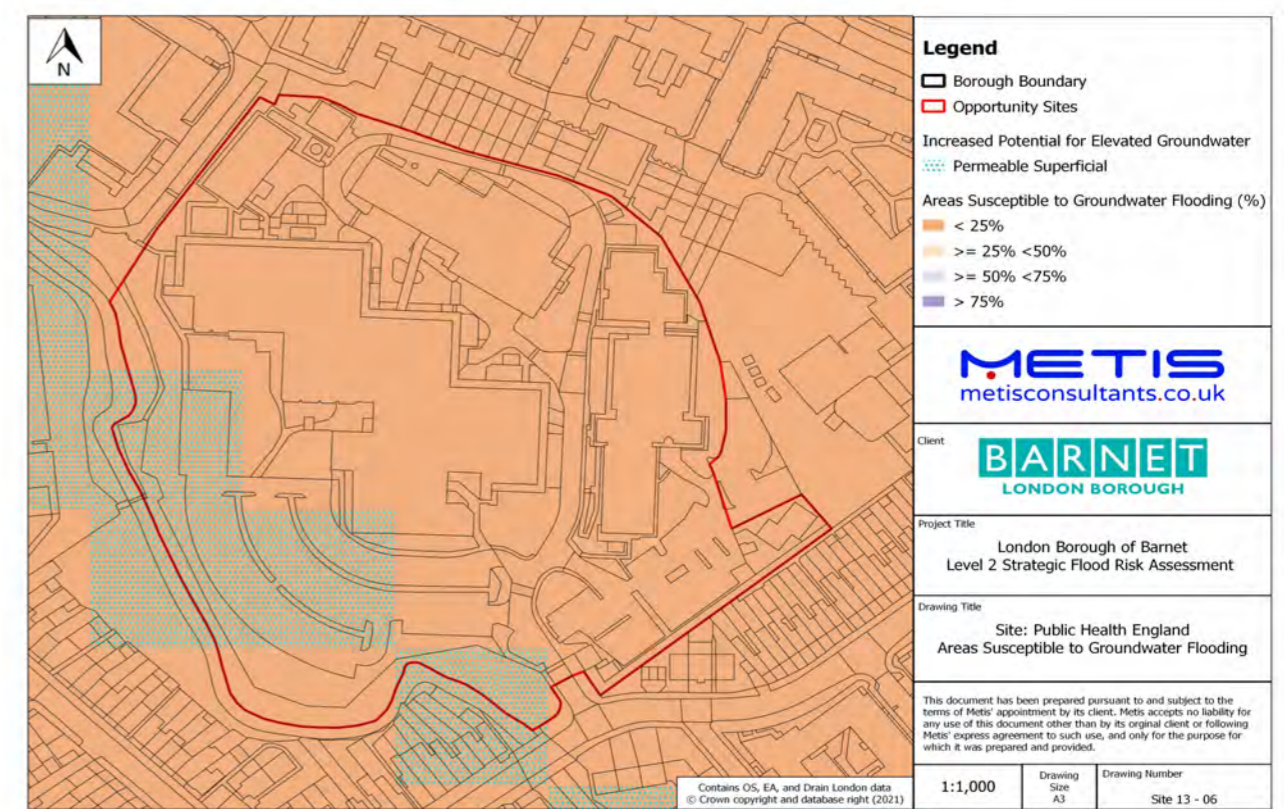 N
Contains OS, EA, and Drain London data
© Crown copyright and database right (2021)
Legend
Borough Boundary
Opportunity Sites
Increased Potential for Elevated Groundwater
Permeable Superficial
Areas Susceptible to Groundwater Flooding (%)
< 25%
>= 25% <50%
>= 50% <75%
> 75%
METIS
metisconsultants.co.uk
Client
BARNET
LONDON BOROUGH
Project Title
London Borough of Barnet
Level 2 Strategic Flood Risk Assessment
Drawing Title
Site: Public Health England
Areas Susceptible to Groundwater Flooding
This document has been prepared pursuant to and subject to the
terms of Metis' appointment by its client. Metis accepts no liability for
any use of this document other than by its orginal client or following
Metis' express agreement to such use, and only for the purpose for
which it was prepared and provided.
1:1,000
Drawing
Size
A3
Drawing Number
Site 13 - 06